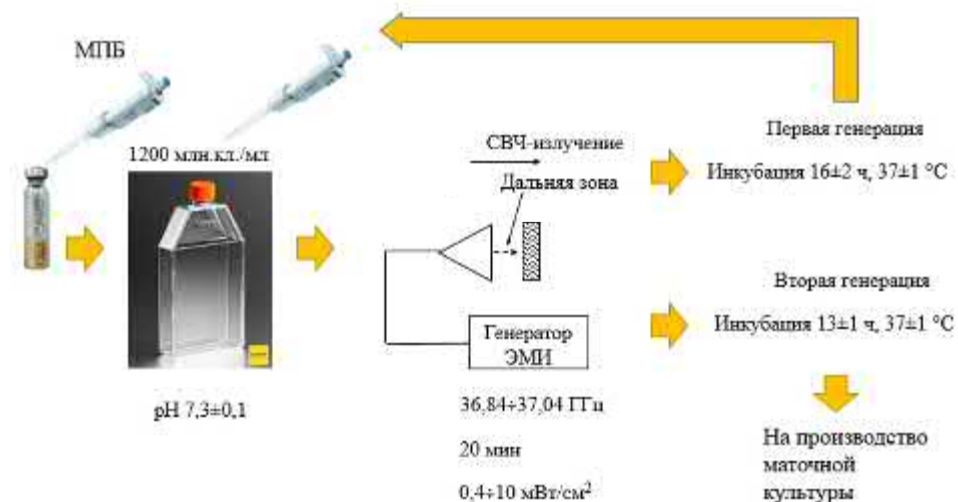 МПБ
1200 млн.кл./мл
pH 7,3±0,1
СВЧ-излучение
Дальняя зона
Генератор
ЭМИ
36,84÷37,04 ГГц
20 мин
0,4÷10 мВт/см²
Первая генерация
Инкубация 16±2 ч, 37±1 °C
Вторая генерация
Инкубация 13±1 ч, 37±1 °C
На производство
маточной
культуры